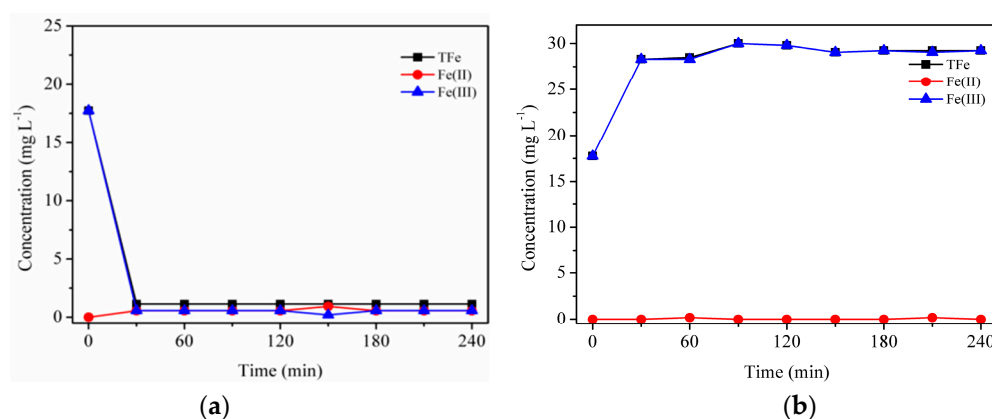 25
20
15
10
5
0
Concentration (mg L⁻¹)
TFe
Fe(II)
Fe(III)
0 60 120 180 240
Time (min)
(a)
30
25
20
15
10
5
0
Concentration (mg L⁻¹)
TFe
Fe(II)
Fe(III)
0 60 120 180 240
Time (min)
(b)